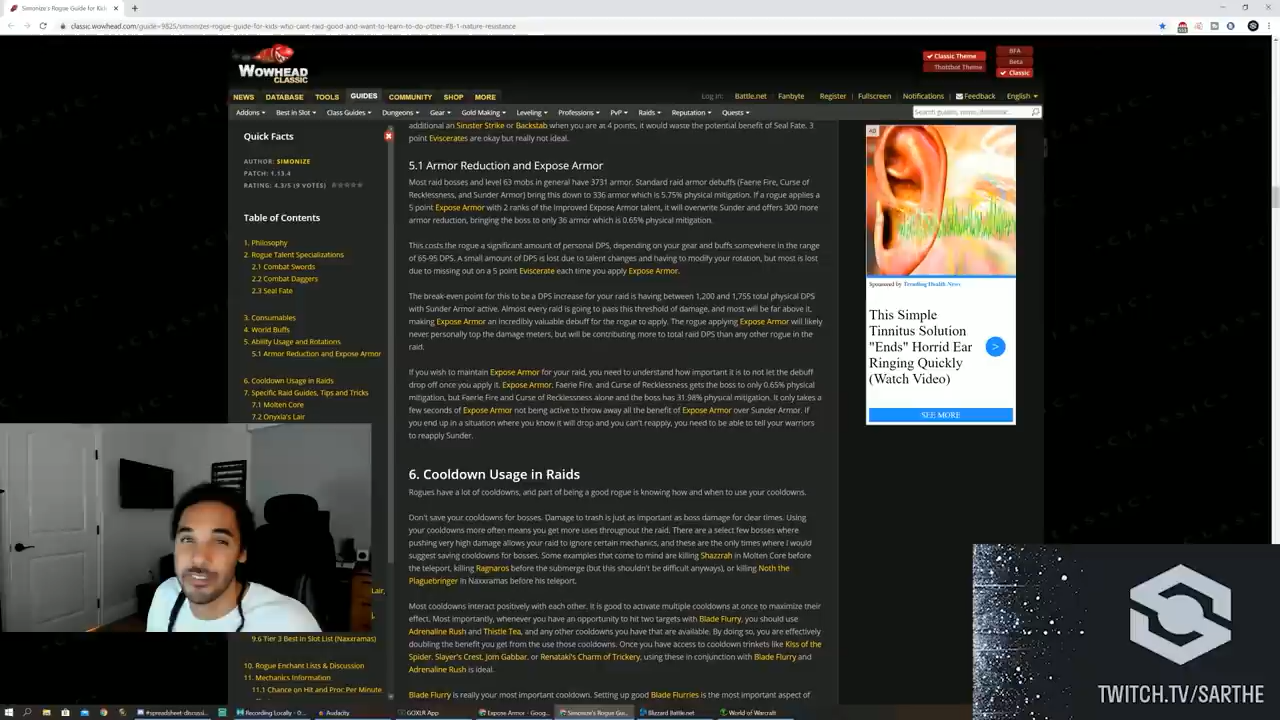 Simonize's Rogue Guide for Kid
classic.wowhead.com/guide=9825/simonizes-rogue-guide-for-kids-who-cant-raid-good-and-want-to-learn-to-do-other-#8-1-nature-resistance
WOWHEAD
CLASSIC
Classic Theme
Thottbot Theme
BFA
Beta
Classic
NEWS DATABASE TOOLS GUIDES COMMUNITY SHOP MORE
Log in: Battle.net Fanbyte Register Fullscreen Notifications Feedback English
Addons Best in Slot Class Guides Dungeons Gear Gold Making Leveling Professions PvP Raids Reputation Quests
Quick Facts
AUTHOR: SIMONIZE
PATCH: 1.13.4
RATING: 4.3/5 (9 VOTES)
Table of Contents
1. Philosophy
2. Rogue Talent Specializations
2.1 Combat Swords
2.2 Combat Daggers
2.3 Seal Fate
3. Consumables
4. World Buffs
5. Ability Usage and Rotations
5.1 Armor Reduction and Expose Armor
6. Cooldown Usage in Raids
7. Specific Raid Guides, Tips and Tricks
7.1 Molten Core
7.2 Onyxia's Lair
Lair,
9.6 Tier 3 Best in Slot List (Naxxramas)
10. Rogue Enchant Lists & Discussion
11. Mechanics Information
11.1 Chance on Hit and Proc Per Minute
additional an Sinister Strike or Backstab when you are at 4 points, it would waste the potential benefit of Seal Fate. 3
point Eviscerates are okay but really not ideal.
5.1 Armor Reduction and Expose Armor
Most raid bosses and level 63 mobs in general have 3731 armor. Standard raid armor debuffs (Faerie Fire, Curse of
Recklessness, and Sunder Armor) bring this down to 336 armor which is 5.75% physical mitigation. If a rogue applies a
5 point Expose Armor with 2 ranks of the Improved Expose Armor talent, it will overwrite Sunder and offers 300 more
armor reduction, bringing the boss to only 36 armor which is 0.65% physical mitigation.
This costs the rogue a significant amount of personal DPS, depending on your gear and buffs somewhere in the range
of 65-95 DPS. A small amount of DPS is lost due to talent changes and having to modify your rotation, but most is lost
due to missing out on a 5 point Eviscerate each time you apply Expose Armor.
The break-even point for this to be a DPS increase for your raid is having between 1,200 and 1,755 total physical DPS
with Sunder Armor active. Almost every raid is going to pass this threshold of damage, and most will be far above it,
making Expose Armor an incredibly valuable debuff for the rogue to apply. The rogue applying Expose Armor will likely
never personally top the damage meters, but will be contributing more to total raid DPS than any other rogue in the
raid.
If you wish to maintain Expose Armor for your raid, you need to understand how important it is to not let the debuff
drop off once you apply it. Expose Armor, Faerie Fire, and Curse of Recklessness gets the boss to only 0.65% physical
mitigation, but Faerie Fire and Curse of Recklessness alone and the boss has 31.98% physical mitigation. It only takes a
few seconds of Expose Armor not being active to throw away all the benefit of Expose Armor over Sunder Armor. If
you end up in a situation where you know it will drop and you can't reapply, you need to be able to tell your warriors
to reapply Sunder.
6. Cooldown Usage in Raids
Rogues have a lot of cooldowns, and part of being a good rogue is knowing how and when to use your cooldowns.
Don't save your cooldowns for bosses. Damage to trash is just as important as boss damage for clear times. Using
your cooldowns more often means you get more uses throughout the raid. There are a select few bosses where
pushing very high damage allows your raid to ignore certain mechanics, and these are the only times where I would
suggest saving cooldowns for bosses. Some examples that come to mind are killing Shazzrah in Molten Core before
the teleport, killing Ragnaros before the submerge (but this shouldn't be difficult anyways), or killing Noth the
Plaguebringer in Naxxramas before his teleport.
Most cooldowns interact positively with each other. It is good to activate multiple cooldowns at once to maximize their
effect. Most importantly, whenever you have an opportunity to hit two targets with Blade Flurry, you should use
Adrenaline Rush and Thistle Tea, and any other cooldowns you have that are available. By doing so, you are effectively
doubling the benefit you get from the use those cooldowns. Once you have access to cooldown trinkets like Kiss of the
Spider, Slayer's Crest, Jom Gabbar, or Renataki's Charm of Trickery, using these in conjunction with Blade Flurry and
Adrenaline Rush is ideal.
Blade Flurry is really your most important cooldown. Setting up good Blade Flurries is the most important aspect of
AD
Sponsored by Trending Health News
This Simple
Tinnitus Solution
"Ends" Horrid Ear
Ringing Quickly
(Watch Video)
SEE MORE
TWITCH.TV/SARTHE
#spreadsheet-discussi... Recording Locally - 0... Audacity GOXLR App Expose Armor - Goog... Simonize's Rogue Gui... Blizzard Battle.net World of Warcraft